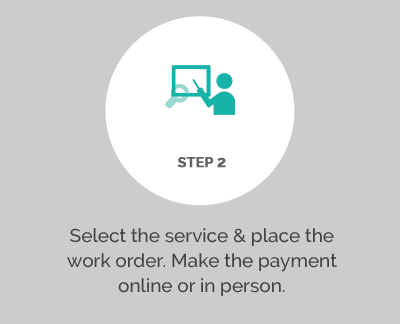 STEP 2
Select the service & place the
work order. Make the payment
online or in person.